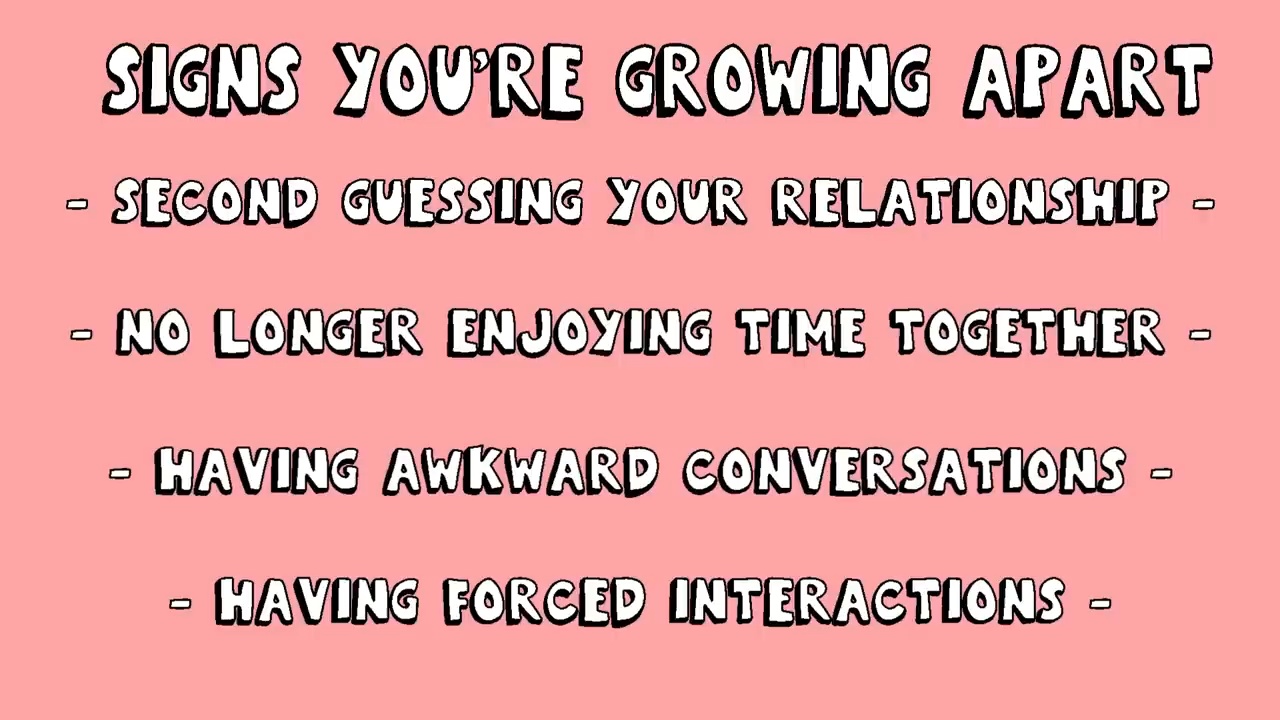 SIGNS YOU'RE GROWING APART
- SECOND GUESSING YOUR RELATIONSHIP -
- NO LONGER ENJOYING TIME TOGETHER -
- HAVING AWKWARD CONVERSATIONS -
- HAVING FORCED INTERACTIONS -